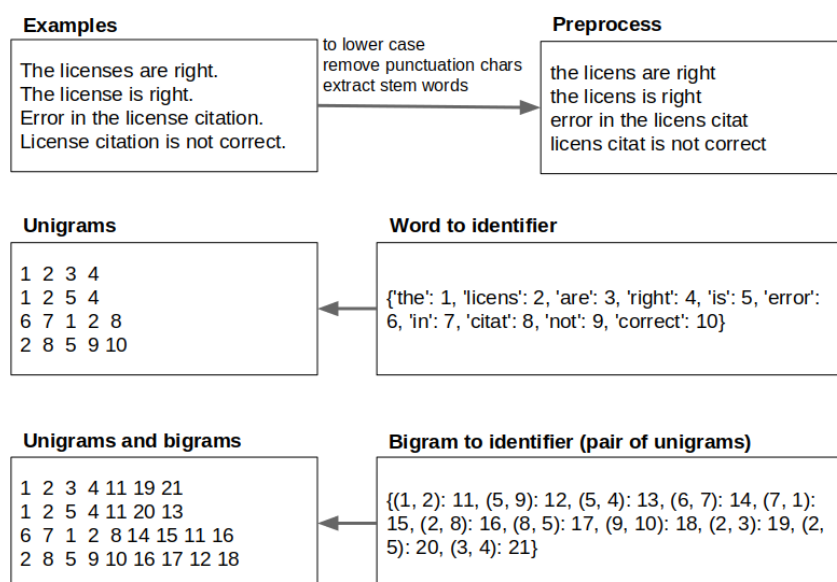 Examples
The licenses are right.
The license is right.
Error in the license citation.
License citation is not correct.
to lower case
remove punctuation chars
extract stem words
Preprocess
the licens are right
the licens is right
error in the licens citat
licens citat is not correct
Unigrams
1 2 3 4
1 2 5 4
6 7 1 2 8
2 8 5 9 10
Word to identifier
{'the': 1, 'licens': 2, 'are': 3, 'right': 4, 'is': 5, 'error':
6, 'in': 7, 'citat': 8, 'not': 9, 'correct': 10}
Unigrams and bigrams
1 2 3 4 11 19 21
1 2 5 4 11 20 13
6 7 1 2 8 14 15 11 16
2 8 5 9 10 16 17 12 18
Bigram to identifier (pair of unigrams)
{(1, 2): 11, (5, 9): 12, (5, 4): 13, (6, 7): 14, (7, 1):
15, (2, 8): 16, (8, 5): 17, (9, 10): 18, (2, 3): 19, (2,
5): 20, (3, 4): 21}